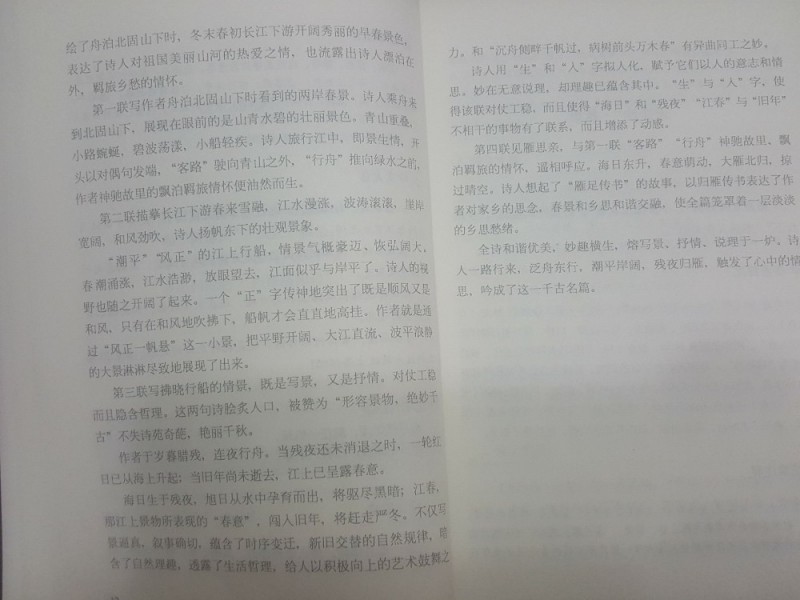 绘了舟泊北固山下时，冬末春初长江下游开阔秀丽的早春景色，
表达了诗人对祖国美丽山河的热爱之情，也流露出诗人漂泊在
外，羁旅乡愁的情怀。
第一联写作者舟泊北固山下时看到的两岸春景。诗人乘舟来
到北固山下，展现在眼前的是山青水碧的壮丽景色。青山重叠，
小路蜿蜒，碧波荡漾，小船轻疾。诗人旅行江中，即景生情，开
头以对偶句发端，“客路”驶向青山之外，“行舟”推向绿水之前，
作者神驰故里的飘泊羁旅情怀便油然而生。
第二联描摹长江下游春来雪融，江水漫涨，波涛滚滚，崖岸
宽阔，和风劲吹，诗人扬帆东下的壮观景象。
“潮平”“风正”的江上行船，情景气概豪迈，恢弘阔大，
春潮涌涨，江水浩渺，放眼望去，江面似乎与岸平了，诗人的视
野也随之开阔了起来。一个“正”字传神地突出了既是顺风又是
和风，只有在和风地吹拂下，船帆才会直直地高挂。作者就是通
过“风正一帆悬”这一小景，把平野开阔、大江直流、波平浪静
的大景淋淋尽致地展现了出来。
第三联写拂晓行船的情景，既是写景，又是抒情，对仗工稳
而且隐含哲理。这两句诗脍炙人口，被赞为“形容景物，绝妙千
古”不失诗苑奇葩，艳丽千秋。
作者于岁暮腊残，连夜行舟。当残夜还未消退之时，一轮红
日已从海上升起；当旧年尚未逝去，江上已呈露春意。
海日生于残夜，旭日从水中孕育而出，将驱尽黑暗；江春，
那江上景物所表现的“春意”，闯入旧年，将赶走严冬。不仅写
景逼真，叙事确切，蕴含了时序变迁，新旧交替的自然规律，暗
含了自然理趣，透露了生活哲理，给人以积极向上的艺术鼓舞之
力，和“沉舟侧畔千帆过，病树前头万木春”有异曲同工之妙。
诗人用“生”和“入”字拟人化，赋予它们以人的意志和情
思。妙在无意说理，却理趣已蕴含其中。“生”与“入”字，使
得该联对仗工稳，而且使得“海日”和“残夜”“江春”与“旧年”
不相干的事物有了联系，而且增添了动感。
第四联见雁思亲，与第一联“客路”“行舟”神驰故里、飘
泊羁旅的情怀，遥相呼应。海日东升，春意萌动，大雁北归，掠
过晴空。诗人想起了“雁足传书”的故事，以归雁传书表达了作
者对家乡的思念，春景和乡思和谐交融，使全篇笼罩着一层淡淡
的乡思愁绪。
全诗和谐优美，妙趣横生，熔写景、抒情、说理于一炉。诗
人一路行来，泛舟东行，潮平岸阔，残夜归雁，触发了心中的情
思，吟成了这一千古名篇。